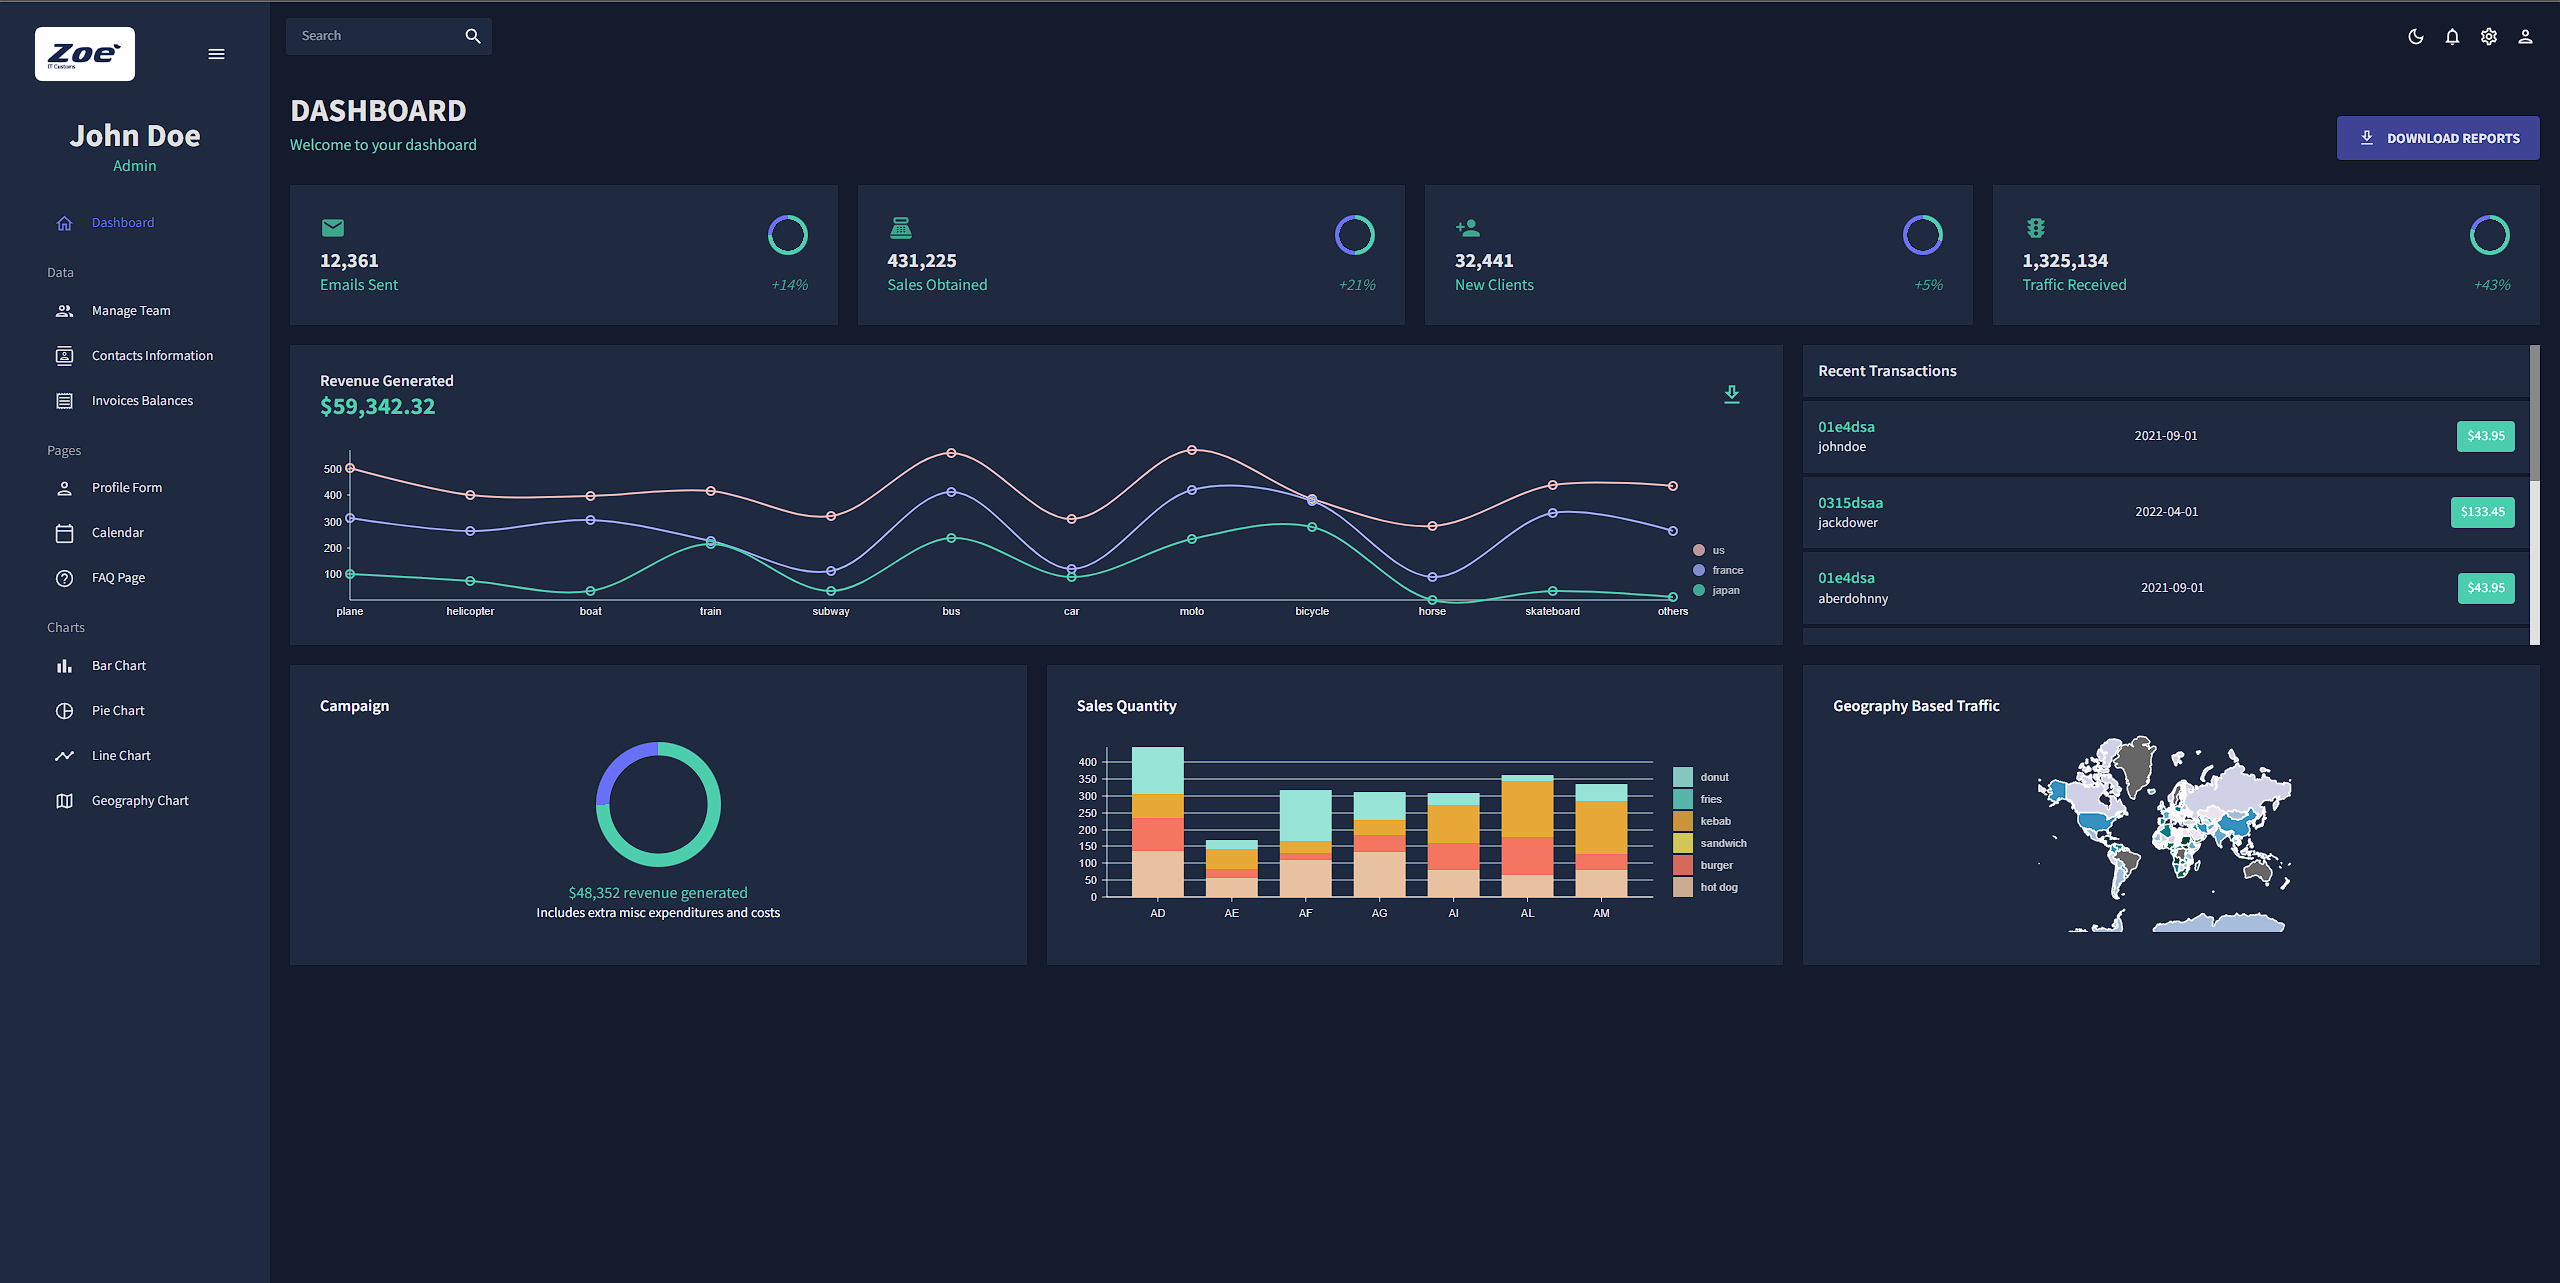 Zoe
IT Customs
Search
John Doe
Admin
Dashboard
Data
Manage Team
Contacts Information
Invoices Balances
Pages
Profile Form
Calendar
FAQ Page
Charts
Bar Chart
Pie Chart
Line Chart
Geography Chart
DASHBOARD
Welcome to your dashboard
DOWNLOAD REPORTS
12,361
Emails Sent
+14%
431,225
Sales Obtained
+21%
32,441
New Clients
+5%
1,325,134
Traffic Received
+43%
Revenue Generated
$59,342.32
500
400
300
200
100
plane helicopter boat train subway bus car moto bicycle horse skateboard others
us
france
japan
Recent Transactions
01e4dsa
johndoe
2021-09-01
$43.95
0315dsaa
jackdower
2022-04-01
$133.45
01e4dsa
aberdohnny
2021-09-01
$43.95
Campaign
$48,352 revenue generated
Includes extra misc expenditures and costs
Sales Quantity
400
350
300
250
200
150
100
50
0
AD AE AF AG AI AL AM
donut
fries
kebab
sandwich
burger
hot dog
Geography Based Traffic